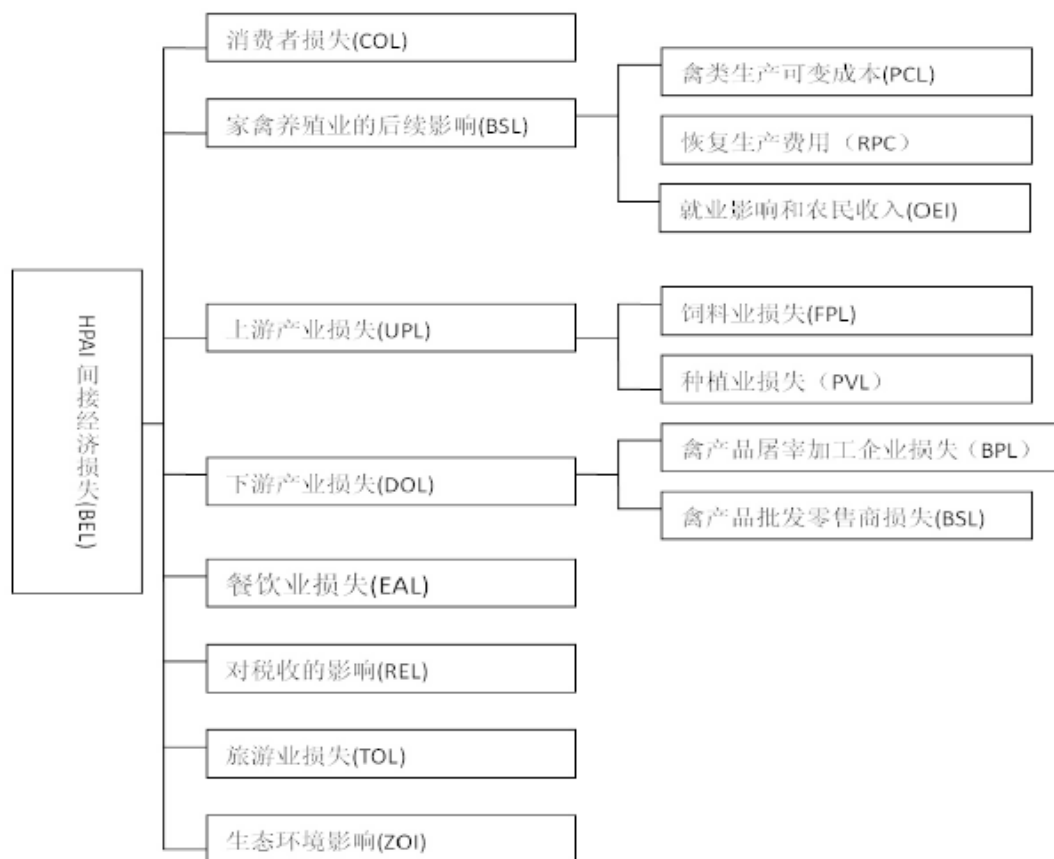 HPAI 间接经济损失(BEL)
消费者损失(COL)
家禽养殖业的后续影响(BSL)
禽类生产可变成本(PCL)
恢复生产费用（RPC）
就业影响和农民收入(OEI)
上游产业损失(UPL)
饲料业损失(FPL)
种植业损失（PVL）
下游产业损失(DOL)
禽产品屠宰加工企业损失（BPL）
禽产品批发零售商损失(BSL)
餐饮业损失(EAL)
对税收的影响(REL)
旅游业损失(TOL)
生态环境影响(ZOI)